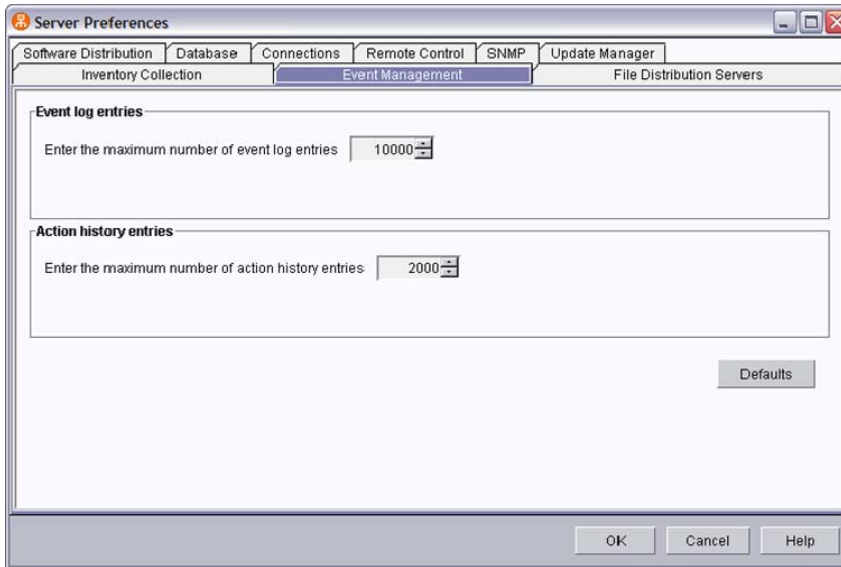 Server Preferences
Software Distribution Database Connections Remote Control SNMP Update Manager
Inventory Collection Event Management File Distribution Servers
Event log entries
Enter the maximum number of event log entries 10000
Action history entries
Enter the maximum number of action history entries 2000
Defaults
OK Cancel Help